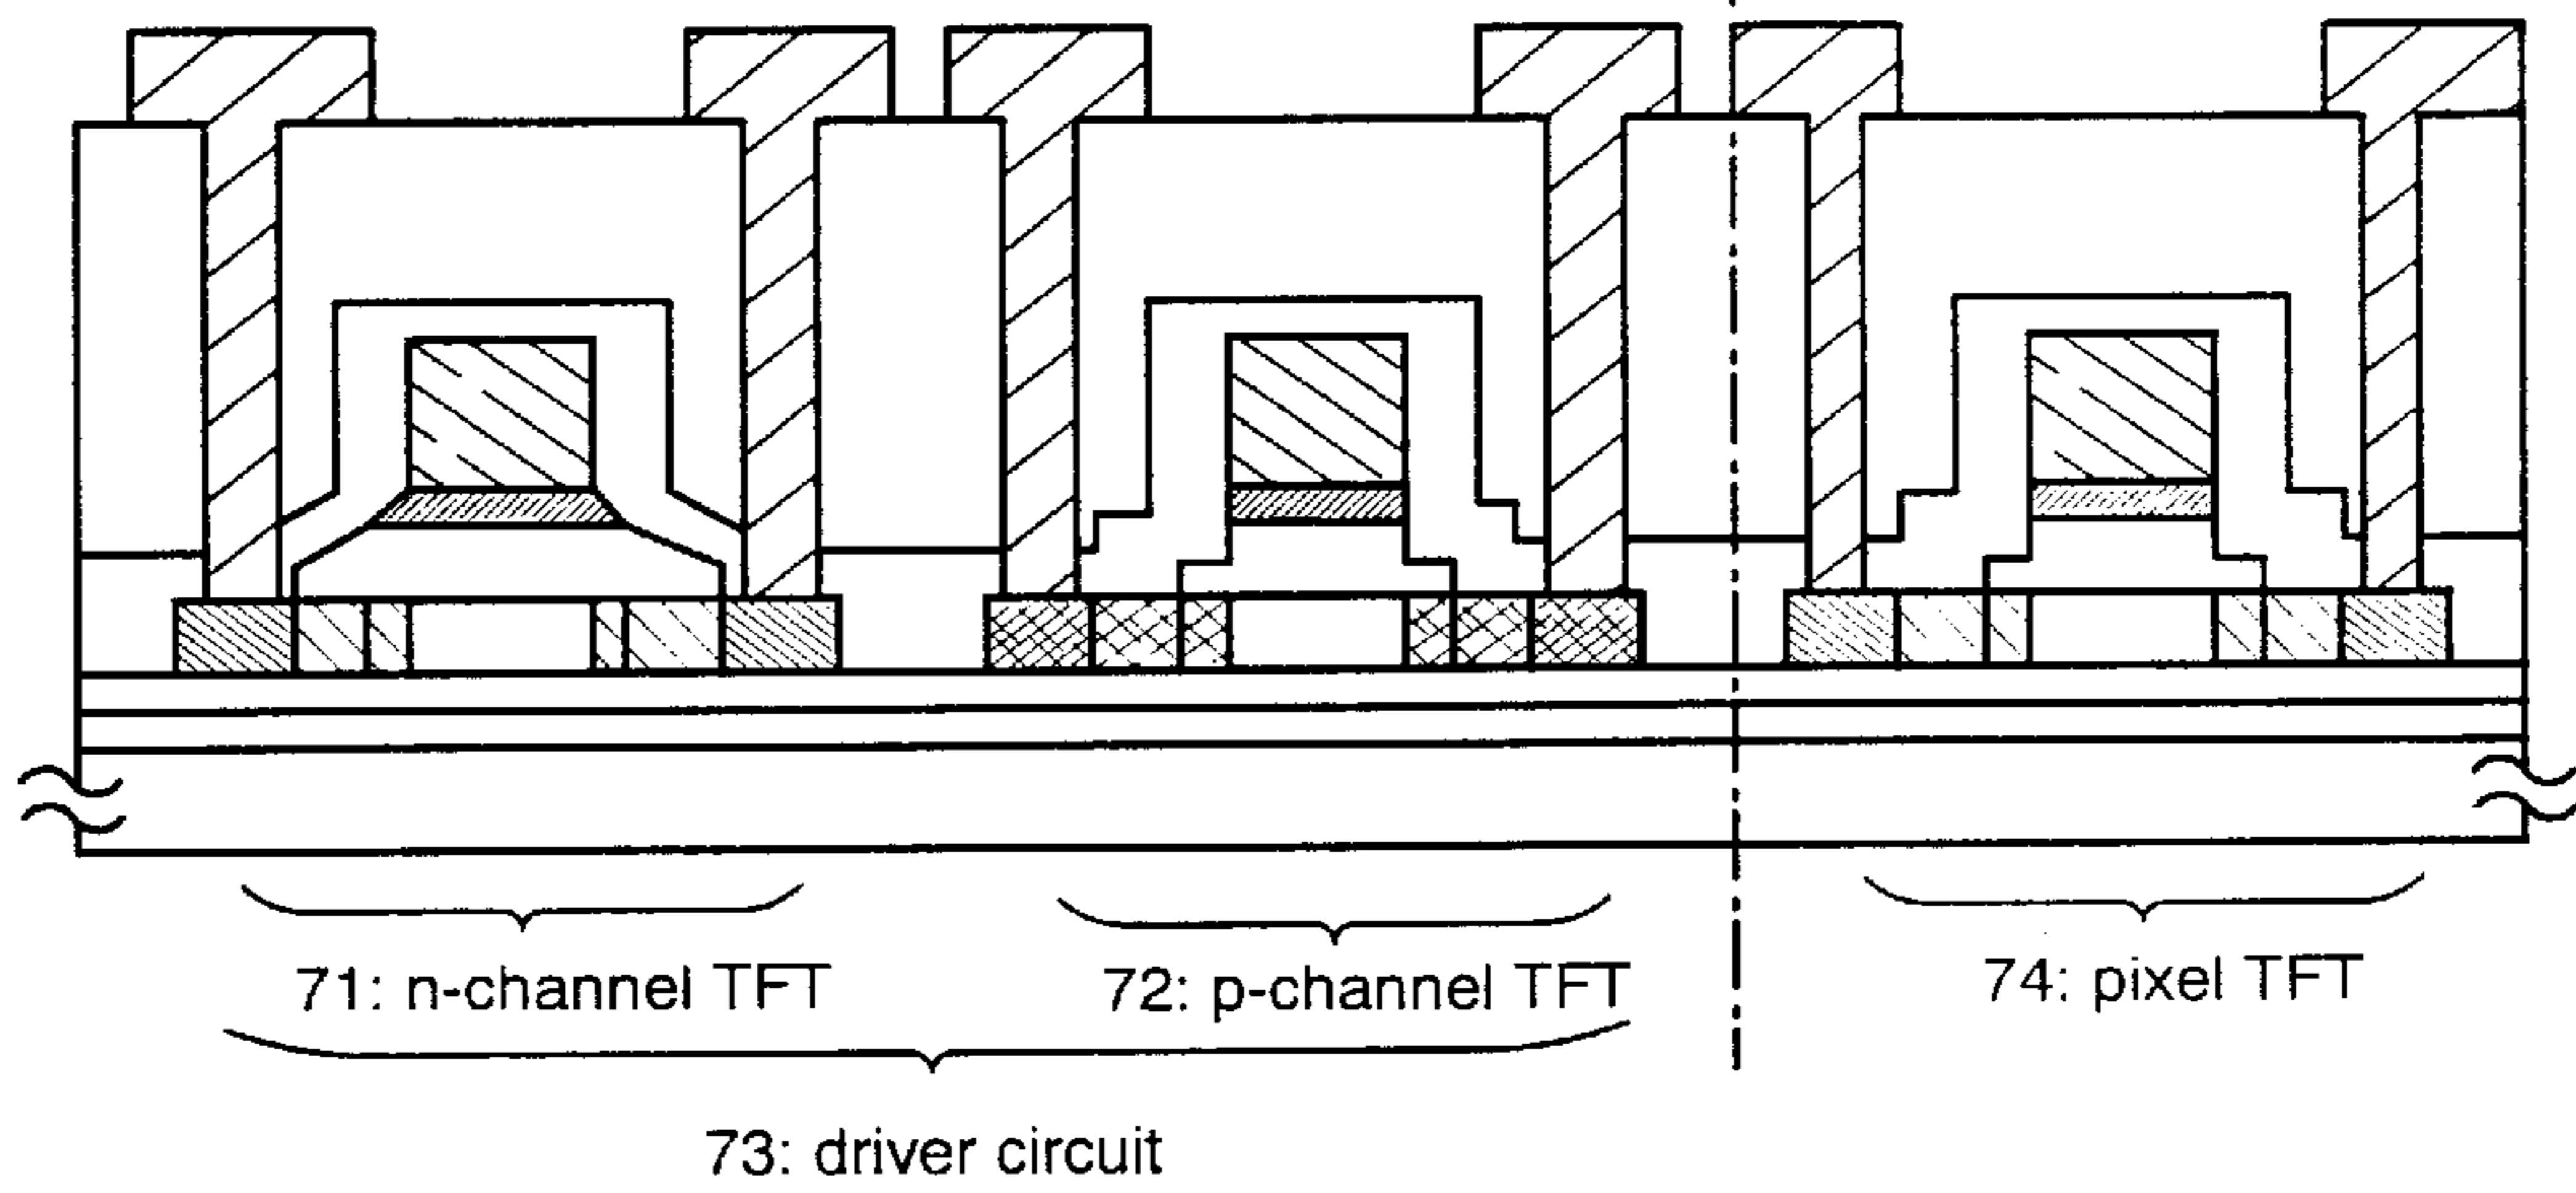 71: n-channel TFT
72: p-channel TFT
74: pixel TFT
73: driver circuit